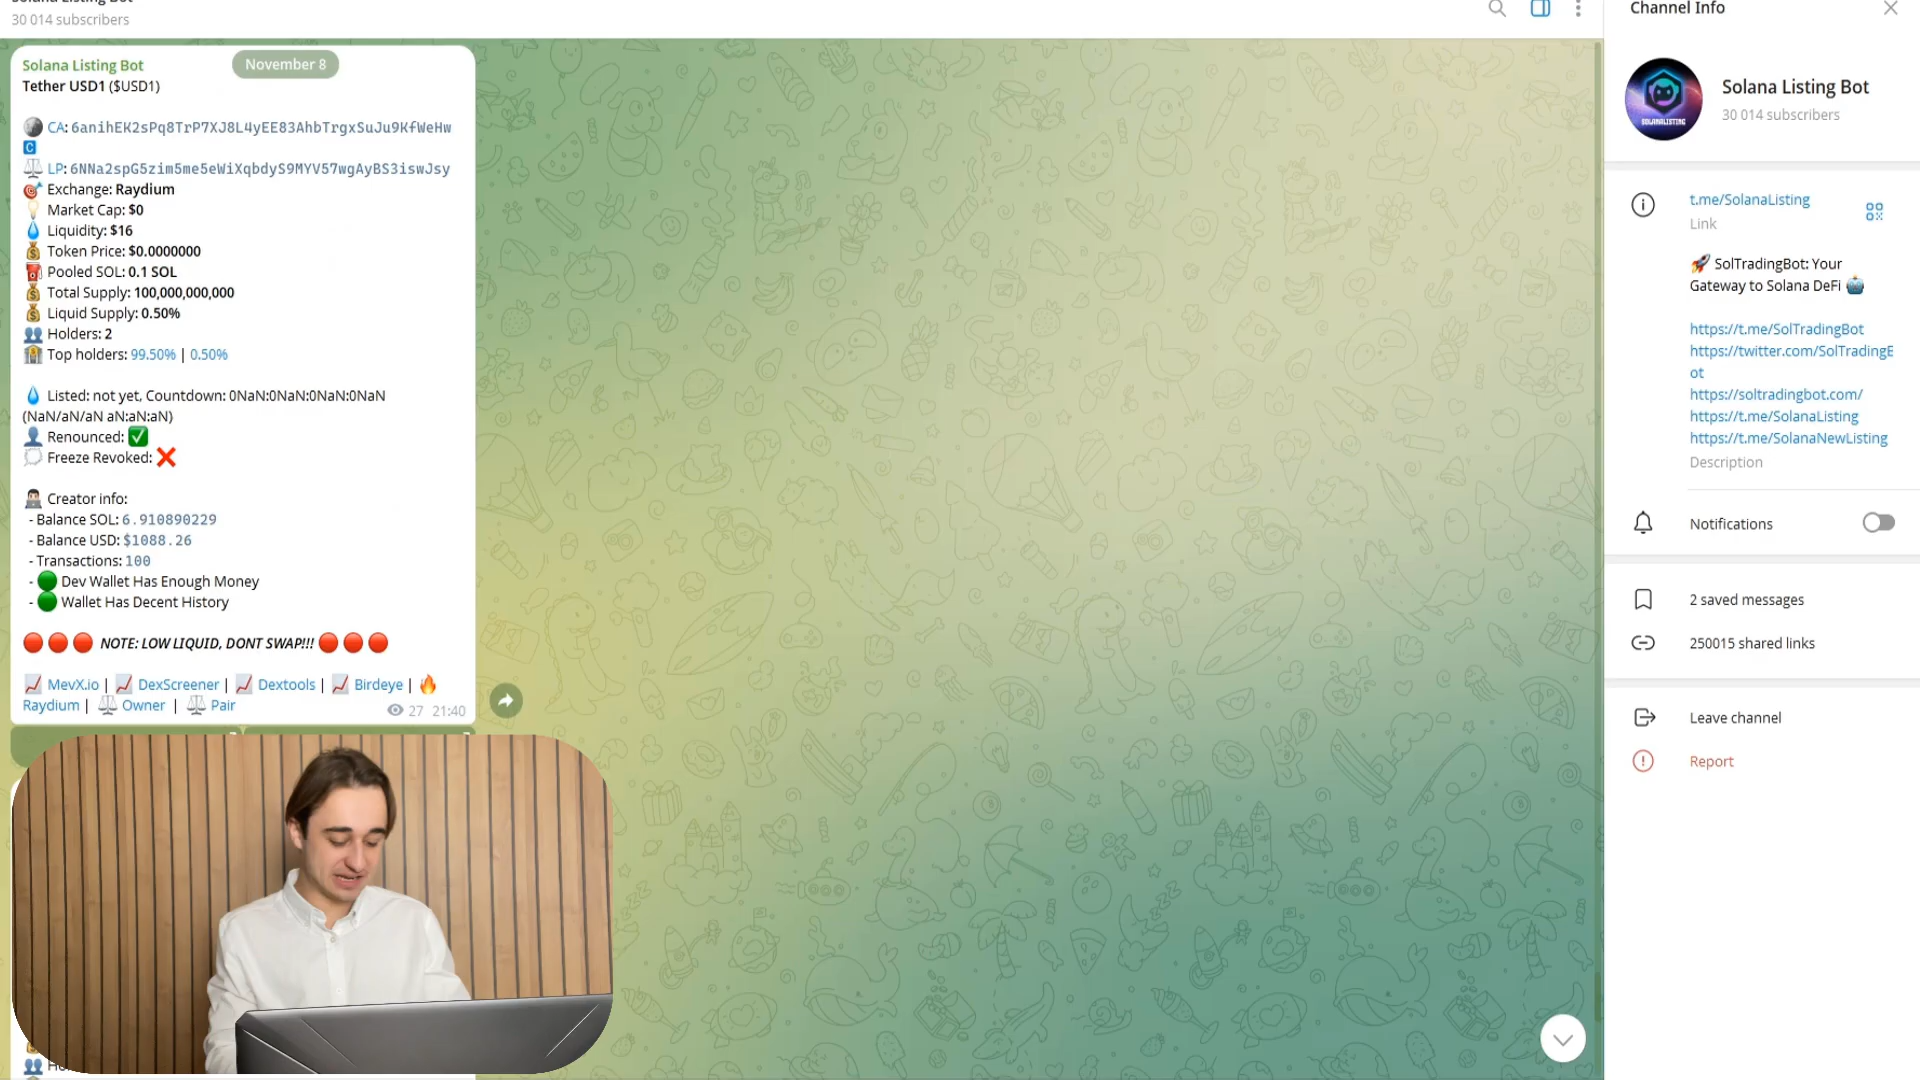 30 014 subscribers
Channel Info
Solana Listing Bot
November 8
Tether USD1 ($USD1)
CA: 6anihEK2sPq8TrP7XJ8L4yEE83AhbTrgxSuJu9KfWeHw
C
LP: 6NNa2spG5zim5me5eWiXqbdyS9MYV57wgAyBS3iswJsy
Exchange: Raydium
Market Cap: $0
Liquidity: $16
Token Price: $0.0000000
Pooled SOL: 0.1 SOL
Total Supply: 100,000,000,000
Liquid Supply: 0.50%
Holders: 2
Top holders: 99.50% | 0.50%
Listed: not yet, Countdown: 0NaN:0NaN:0NaN:0NaN
(NaN/aN/aN aN:aN:aN)
Renounced: ✅
Freeze Revoked: ❌
Creator info:
- Balance SOL: 6.910890229
- Balance USD: $1088.26
- Transactions: 100
- Dev Wallet Has Enough Money
- Wallet Has Decent History
NOTE: LOW LIQUID, DONT SWAP!!!
MevX.io | DexScreener | Dextools | Birdeye |
Raydium | Owner | Pair
27 21:40
SOLANALISTING
Solana Listing Bot
30 014 subscribers
t.me/SolanaListing
Link
SolTradingBot: Your
Gateway to Solana DeFi
https://t.me/SolTradingBot
https://twitter.com/SolTradingB
ot
https://soltradingbot.com/
https://t.me/SolanaListing
https://t.me/SolanaNewListing
Description
Notifications
2 saved messages
250015 shared links
Leave channel
Report